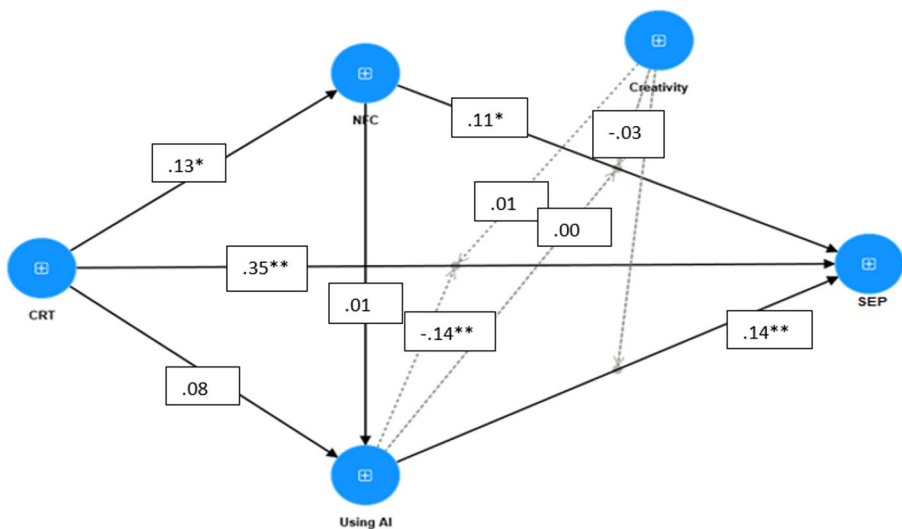 Creativity
NFC
.11*
-.03
.13*
.01
.00
.35**
SEP
CRT
.01
-.14**
.14**
.08
Using AI